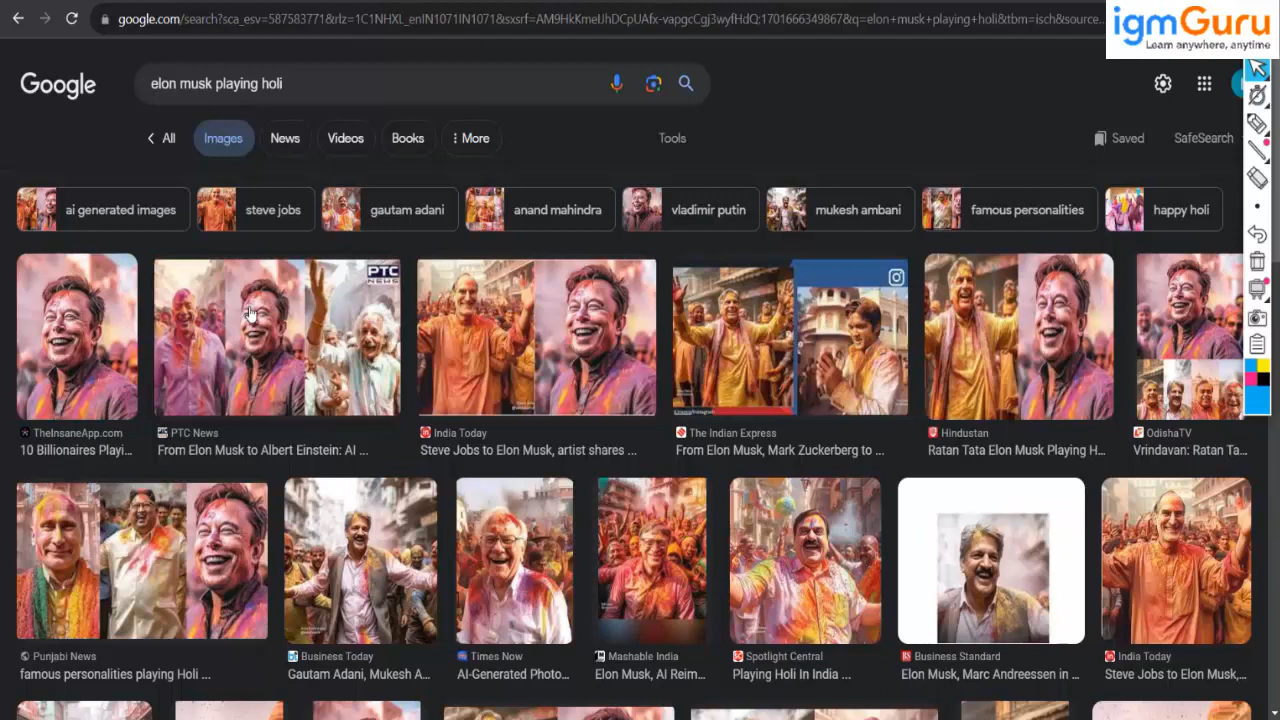 google.com/search?sca_esv=587583771&rlz=1C1NHXL_enIN1071IN1071&sxsrf=AM9HkKmeIJhDCpUAfx-vapgcCgj3wyfHdQ:1701666349867&q=elon+musk+playing+holi&tbm=isch&source...
igmGuru
Learn anywhere, anytime
Google
elon musk playing holi
All
Images
News
Videos
Books
More
Tools
Saved
SafeSearch
ai generated images
steve jobs
gautam adani
anand mahindra
vladimir putin
mukesh ambani
famous personalities
happy holi
PTC
NEWS
TheInsaneApp.com
PTC News
India Today
The Indian Express
Hindustan
OdishaTV
10 Billionaires Playi...
From Elon Musk to Albert Einstein: AI ...
Steve Jobs to Elon Musk, artist shares ...
From Elon Musk, Mark Zuckerberg to ...
Ratan Tata Elon Musk Playing H...
Vrindavan: Ratan Ta...
Punjabi News
Business Today
Times Now
Mashable India
Spotlight Central
Business Standard
India Today
famous personalities playing Holi ...
Gautam Adani, Mukesh A...
AI-Generated Photo...
Elon Musk, AI Reim...
Playing Holi In India ...
Elon Musk, Marc Andreessen in ...
Steve Jobs to Elon Musk,...